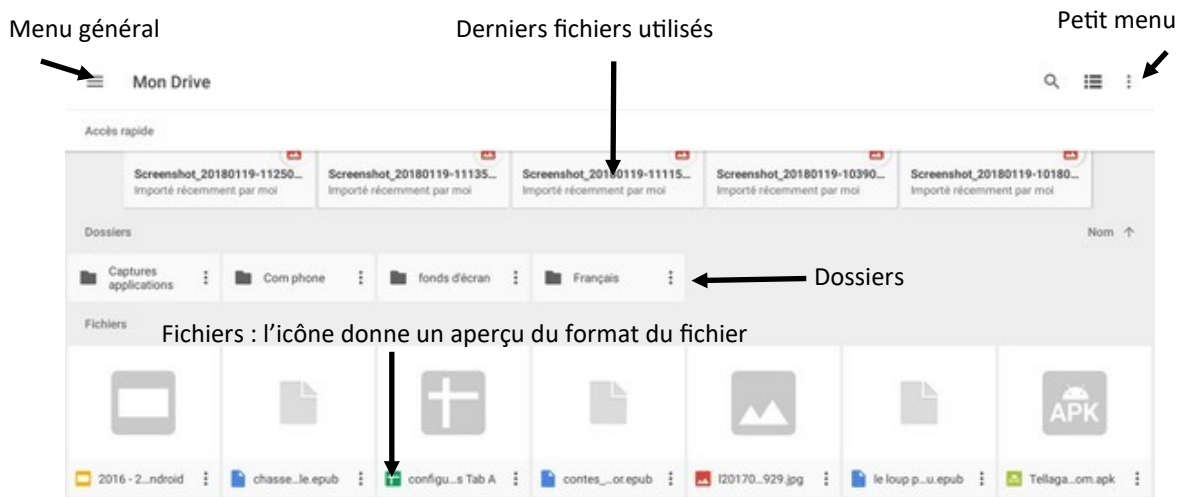 Menu général
Derniers fichiers utilisés
Petit menu
Mon Drive
Accès rapide
Screenshot_20180119-11250...
Importé récemment par moi
Screenshot_20180119-11135...
Importé récemment par moi
Screenshot_20180119-11115...
Importé récemment par moi
Screenshot_20180119-10390...
Importé récemment par moi
Screenshot_20180119-10180...
Importé récemment par moi
Dossiers
Nom
Captures
applications
Com phone
fonds d'écran
Français
Dossiers
Fichiers
Fichiers : l'icône donne un aperçu du format du fichier
APK
2016 - 2...ndroid
chasse...le.epub
configu...s Tab A
contes_...or.epub
I20170...929.jpg
le loup p...u.epub
Tellaga...om.apk